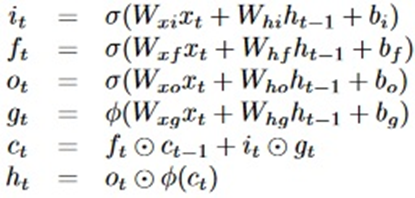 i_t = σ(W_{xi}x_t + W_{hi}h_{t−1} + b_i)
f_t = σ(W_{xf}x_t + W_{hf}h_{t−1} + b_f)
o_t = σ(W_{xo}x_t + W_{ho}h_{t−1} + b_o)
g_t = ϕ(W_{xg}x_t + W_{hg}h_{t−1} + b_g)
c_t = f_t ⊙ c_{t−1} + i_t ⊙ g_t
h_t = o_t ⊙ ϕ(c_t)